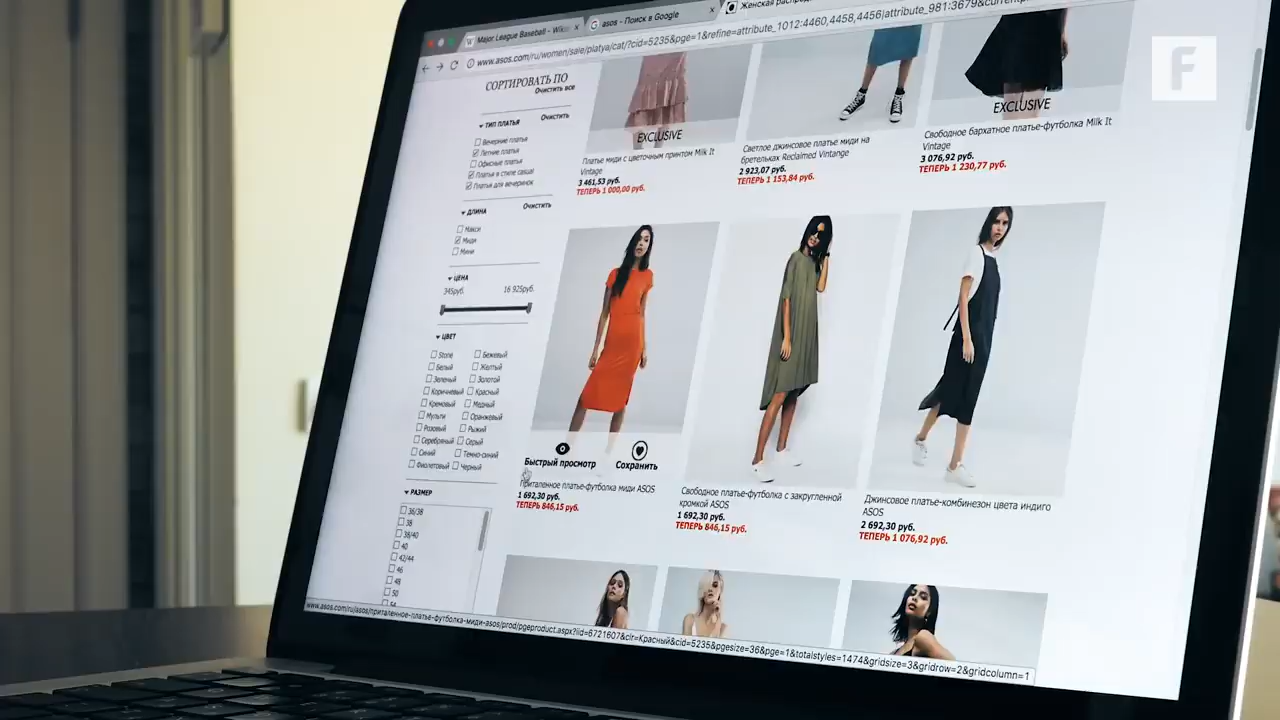 Major League Baseball - Wiki
asos - Поиск в Google
Женская распрод
www.asos.com/ru/women/sale/platya/cat/?cid=5235&pge=1&refine=attribute_1012:4460,4458,4456|attribute_981:3679&currentpri
F
СОРТИРОВАТЬ ПО
Очистить все
ТИП ПЛАТЬЯ
Очистить
Вечерние платья
Летние платья
Офисные платья
Платья в стиле casual
Платья для вечеринок
ДЛИНА
Очистить
Макси
Миди
Мини
ЦЕНА
345руб.
16 925руб.
ЦВЕТ
Stone
Бежевый
Белый
Желтый
Зеленый
Золотой
Коричневый
Красный
Кремовый
Медный
Мульти
Оранжевый
Розовый
Рыжий
Серебряный
Серый
Синий
Темно-синий
Фиолетовый
Черный
РАЗМЕР
36/38
38
38/40
40
42/44
46
48
50
54
EXCLUSIVE
Платье миди с цветочным принтом Milk It
Vintage
3 461,53 руб.
ТЕПЕРЬ 1 000,00 руб.
Светлое джинсовое платье миди на
бретельках Reclaimed Vintage
2 923,07 руб.
ТЕПЕРЬ 1 153,84 руб.
EXCLUSIVE
Свободное бархатное платье-футболка Milk It
Vintage
3 076,92 руб.
ТЕПЕРЬ 1 230,77 руб.
Быстрый просмотр
Сохранить
Приталенное платье-футболка миди ASOS
1 692,30 руб.
ТЕПЕРЬ 846,15 руб.
Свободное платье-футболка с закругленной
кромкой ASOS
1 692,30 руб.
ТЕПЕРЬ 846,15 руб.
Джинсовое платье-комбинезон цвета индиго
ASOS
2 692,30 руб.
ТЕПЕРЬ 1 076,92 руб.
www.asos.com/ru/asos/приталенное-платье-футболка-миди-asos/prod/pgeproduct.aspx?iid=6721607&clr=Красный&cid=5235&pgesize=36&pge=1&totalstyles=1474&gridsize=3&gridrow=2&gridcolumn=1